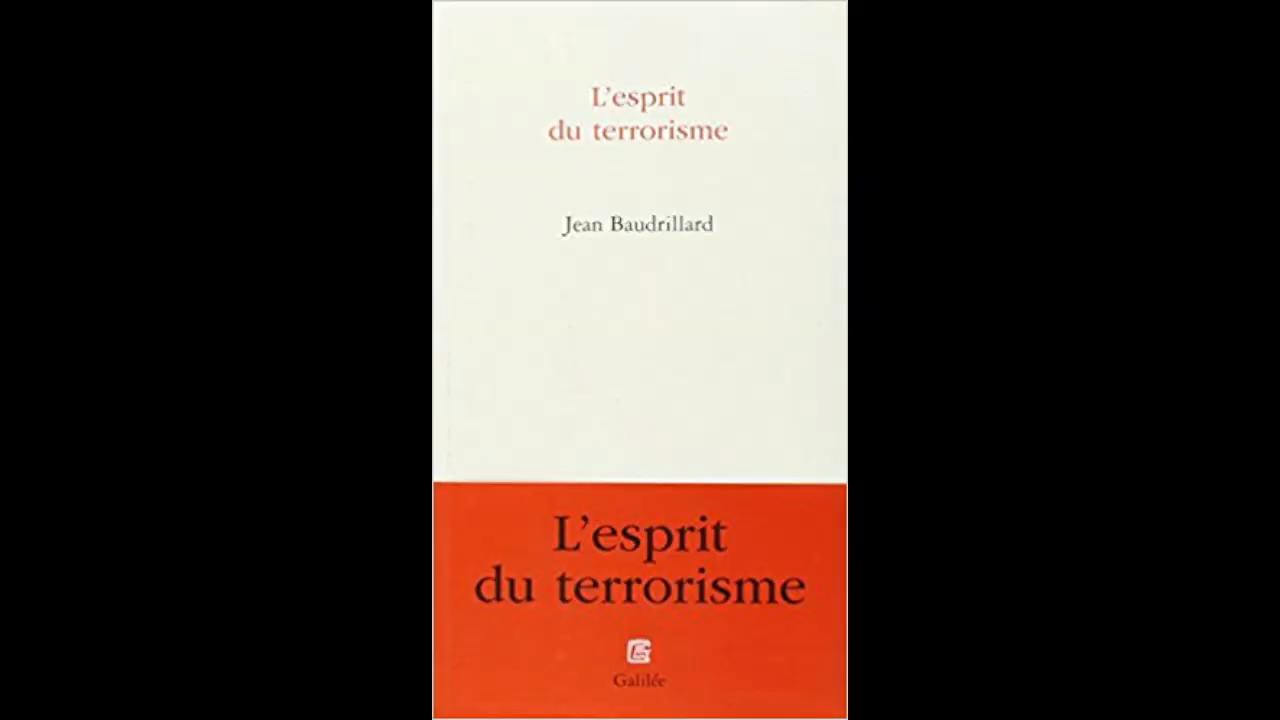 L'esprit
du terrorisme
Jean Baudrillard
L'esprit
du terrorisme
Galilée